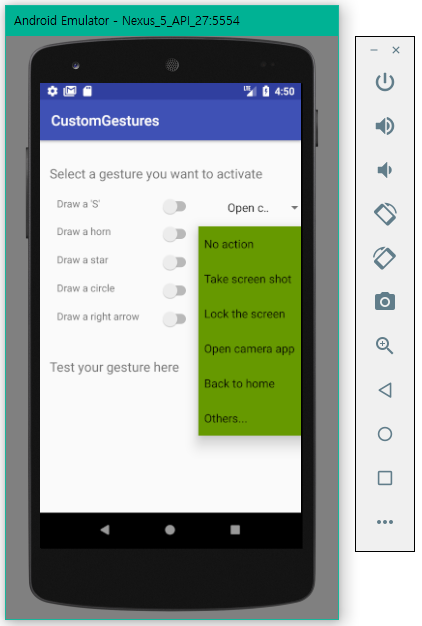 Android Emulator - Nexus_5_API_27:5554
4:50
CustomGestures
Select a gesture you want to activate
Draw a 'S'
Open c..
Draw a horn
No action
Draw a star
Take screen shot
Draw a circle
Lock the screen
Draw a right arrow
Open camera app
Test your gesture here
Back to home
Others...